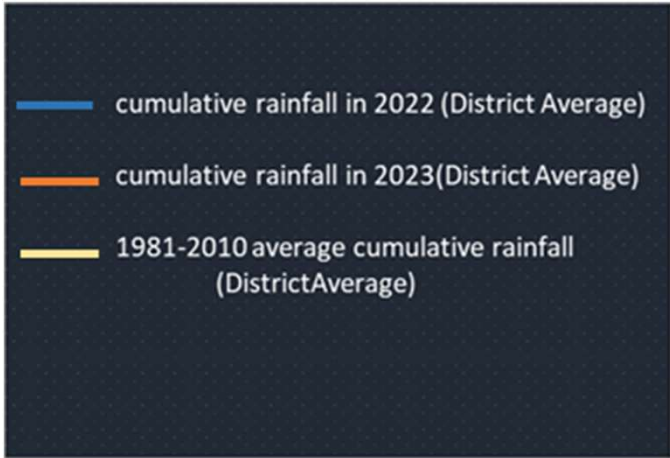 cumulative rainfall in 2022 (District Average)
cumulative rainfall in 2023(District Average)
1981-2010 average cumulative rainfall
(DistrictAverage)